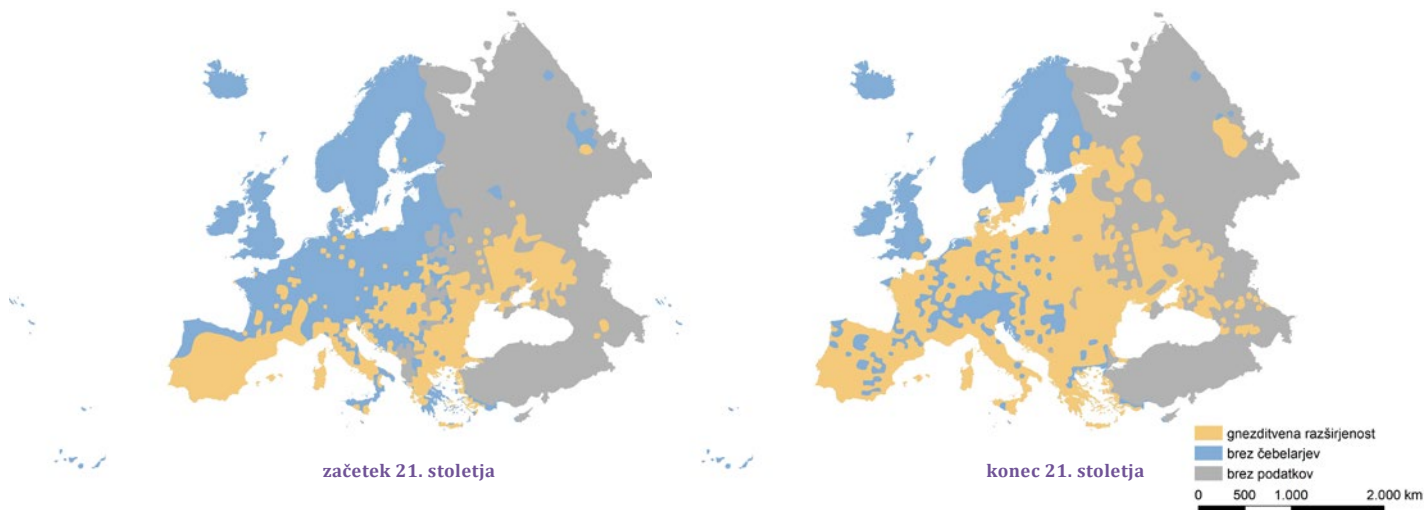 začetek 21. stoletja
konec 21. stoletja
gnezditvena razširjenost
brez čebelarjev
brez podatkov
0 500 1.000 2.000 km